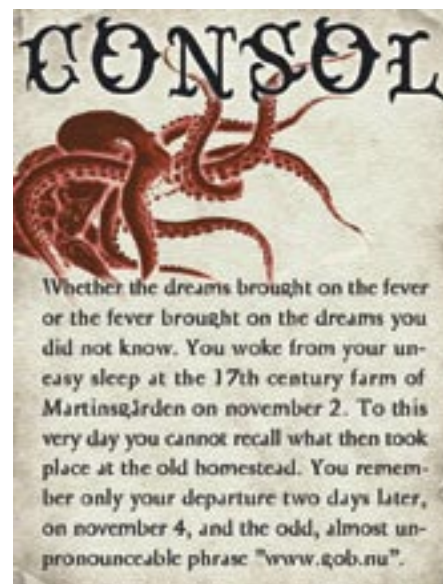 CONSOL
Whether the dreams brought on the fever
or the fever brought on the dreams you
did not know. You woke from your un-
easy sleep at the 17th century farm of
Martinsgården on november 2. To this
very day you cannot recall what then took
place at the old homestead. You remem-
ber only your departure two days later,
on november 4, and the odd, almost un-
pronounceable phrase "www.gob.nu".